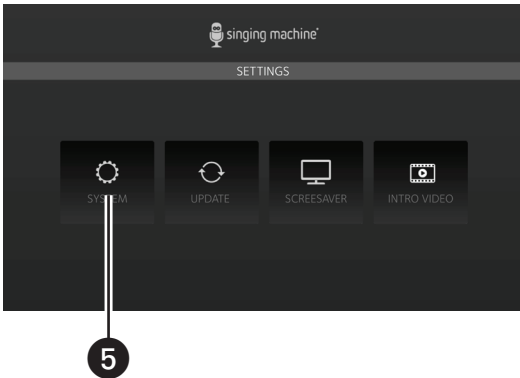 singing machine®
SETTINGS
SYSTEM
UPDATE
SCREESAVER
INTRO VIDEO
5